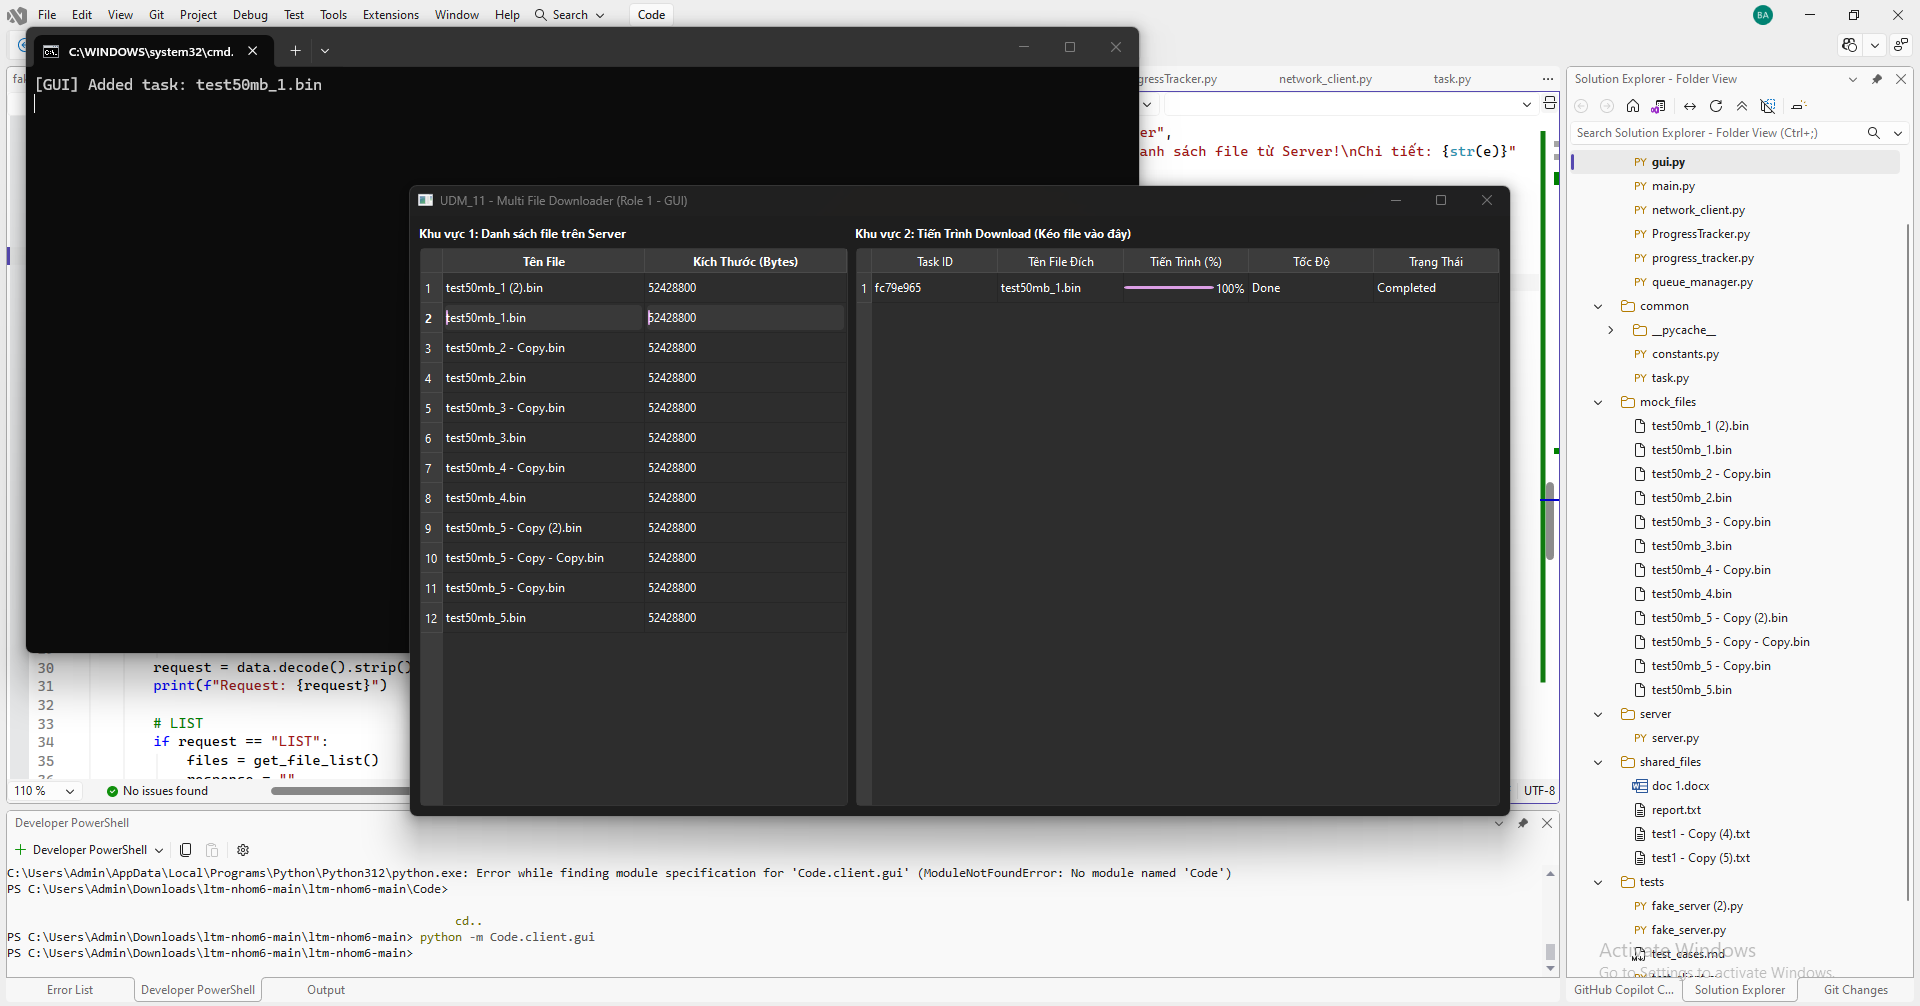 File Edit View Git Project Debug Test Tools Extensions Window Help Search Code BA
C:\WINDOWS\system32\cmd.
[GUI] Added task: test50mb_1.bin
gressTracker.py network_client.py task.py
er",
anh sách file từ Server!\nChi tiết: {str(e)}"
UDM_11 - Multi File Downloader (Role 1 - GUI)
Khu vực 1: Danh sách file trên Server
Tên File Kích Thước (Bytes)
1 test50mb_1 (2).bin 52428800
2 test50mb_1.bin 52428800
3 test50mb_2 - Copy.bin 52428800
4 test50mb_2.bin 52428800
5 test50mb_3 - Copy.bin 52428800
6 test50mb_3.bin 52428800
7 test50mb_4 - Copy.bin 52428800
8 test50mb_4.bin 52428800
9 test50mb_5 - Copy (2).bin 52428800
10 test50mb_5 - Copy - Copy.bin 52428800
11 test50mb_5 - Copy.bin 52428800
12 test50mb_5.bin 52428800
Khu vực 2: Tiến Trình Download (Kéo file vào đây)
Task ID Tên File Đích Tiến Trình (%) Tốc Độ Trạng Thái
1 fc79e965 test50mb_1.bin 100% Done Completed
30 request = data.decode().strip()
31 print(f"Request: {request}")
32
33 # LIST
34 if request == "LIST":
35 files = get_file_list()
36 response = ""
110 % No issues found UTF-8
Developer PowerShell
Developer PowerShell
C:\Users\Admin\AppData\Local\Programs\Python\Python312\python.exe: Error while finding module specification for 'Code.client.gui' (ModuleNotFoundError: No module named 'Code')
PS C:\Users\Admin\Downloads\ltm-nhom6-main\ltm-nhom6-main\Code>
cd..
PS C:\Users\Admin\Downloads\ltm-nhom6-main\ltm-nhom6-main> python -m Code.client.gui
PS C:\Users\Admin\Downloads\ltm-nhom6-main\ltm-nhom6-main>
Error List Developer PowerShell Output
Solution Explorer - Folder View
Search Solution Explorer - Folder View (Ctrl+;)
PY gui.py
PY main.py
PY network_client.py
PY ProgressTracker.py
PY progress_tracker.py
PY queue_manager.py
common
__pycache__
PY constants.py
PY task.py
mock_files
test50mb_1 (2).bin
test50mb_1.bin
test50mb_2 - Copy.bin
test50mb_2.bin
test50mb_3 - Copy.bin
test50mb_3.bin
test50mb_4 - Copy.bin
test50mb_4.bin
test50mb_5 - Copy (2).bin
test50mb_5 - Copy - Copy.bin
test50mb_5 - Copy.bin
test50mb_5.bin
server
PY server.py
shared_files
doc 1.docx
report.txt
test1 - Copy (4).txt
test1 - Copy (5).txt
tests
PY fake_server (2).py
PY fake_server.py
test_cases.md
Activate Windows
Go to Settings to activate Windows.
GitHub Copilot C... Solution Explorer Git Changes